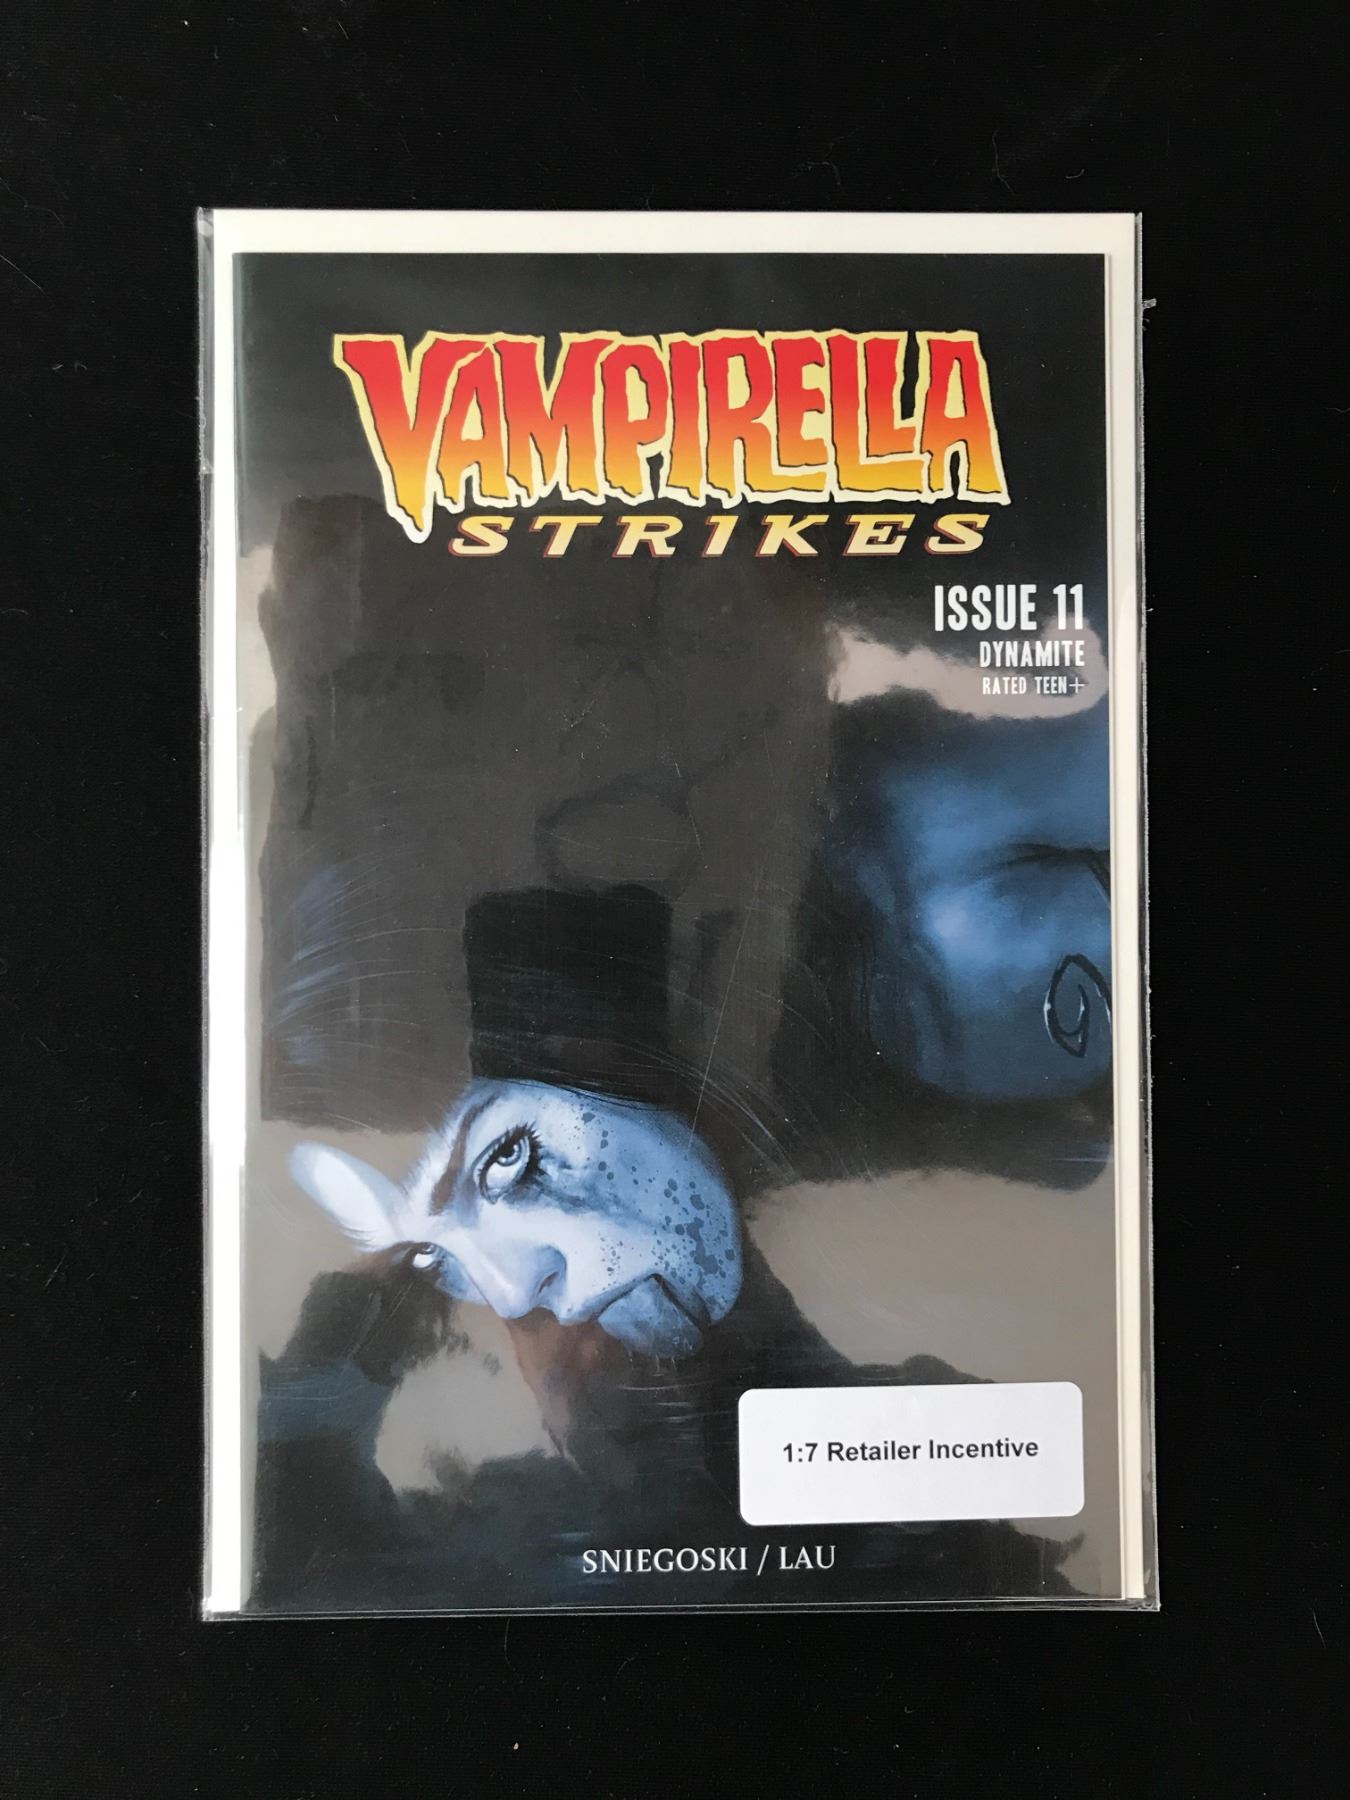 VAMPIRELLA
STRIKES
ISSUE 11
DYNAMITE
RATED TEEN+
1:7 Retailer Incentive
SNIEGOSKI / LAU